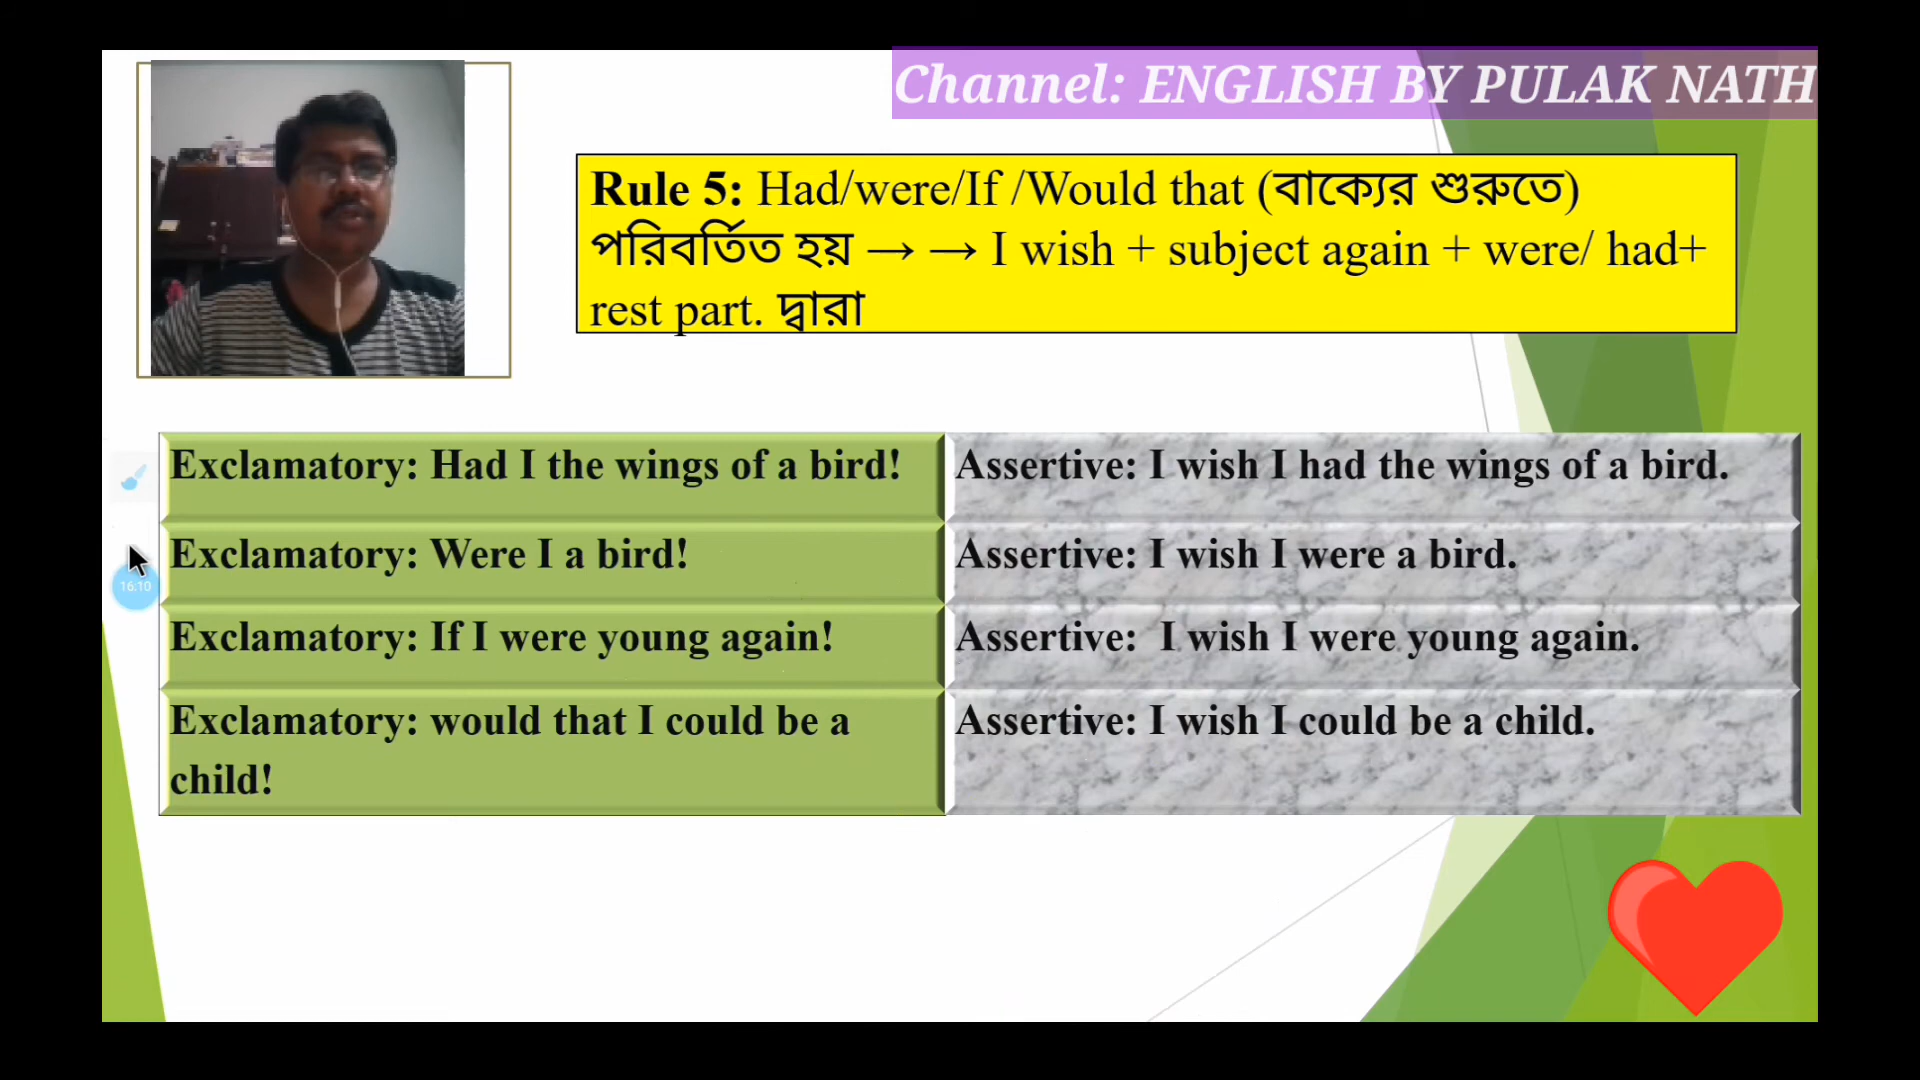 Channel: ENGLISH BY PULAK NATH
Rule 5: Had/were/If /Would that (বাক্যের শুরুতে)
পরিবর্তিত হয় → → I wish + subject again + were/ had+
rest part. দ্বারা
Exclamatory: Had I the wings of a bird!
Assertive: I wish I had the wings of a bird.
Exclamatory: Were I a bird!
Assertive: I wish I were a bird.
16:10
Exclamatory: If I were young again!
Assertive: I wish I were young again.
Exclamatory: would that I could be a
child!
Assertive: I wish I could be a child.